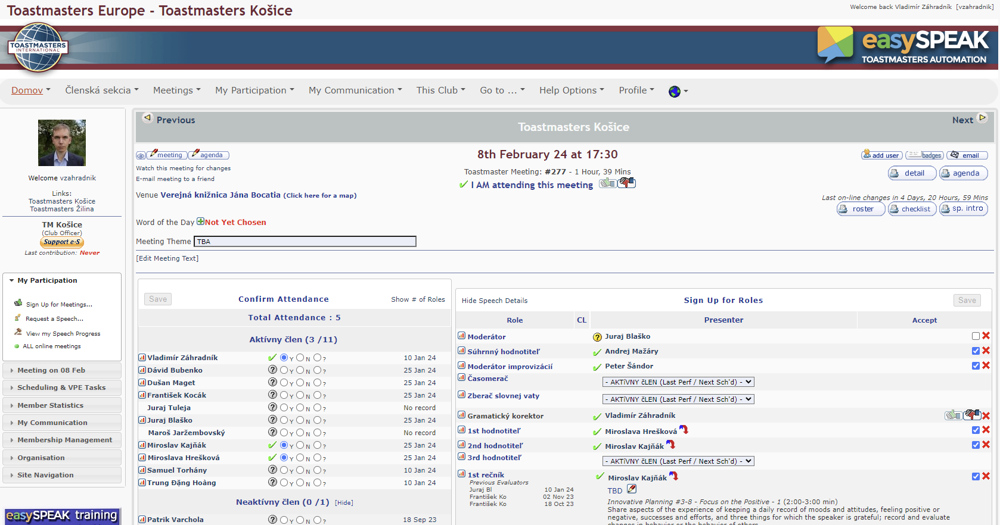 Toastmasters Europe - Toastmasters Košice
Welcome back Vladimír Záhradník [vzahradnik]
TOASTMASTERS
INTERNATIONAL
easySPEAK
TOASTMASTERS AUTOMATION
Domov
Členská sekcia
Meetings
My Participation
My Communication
This Club
Go to ...
Help Options
Profile
Welcome vzahradnik
Links:
Toastmasters Košice
Toastmasters Žilina
TM Košice
(Club Officer)
Support e-S
Last contribution: Never
My Participation
Sign Up for Meetings...
Request a Speech...
View my Speech Progress
ALL online meetings
Meeting on 08 Feb
Scheduling & VPE Tasks
Member Statistics
My Communication
Membership Management
Organisation
Site Navigation
easySPEAK training
Previous
Toastmasters Košice
Next
meeting
agenda
Watch this meeting for changes
E-mail meeting to a friend
8th February 24 at 17:30
Toastmaster Meeting: #277 - 1 Hour, 39 Mins
I AM attending this meeting
add user
badges
email
detail
agenda
Last on-line changes in 4 Days, 20 Hours, 59 Mins
roster
checklist
sp. intro
Venue Verejná knižnica Jána Bocatia (Click here for a map)
Word of the Day Not Yet Chosen
Meeting Theme TBA
[Edit Meeting Text]
Save
Confirm Attendance
Show # of Roles
Total Attendance : 5
Aktívny člen (3 /11)
Vladimír Záhradník Y N ? 10 Jan 24
Dávid Bubenko ? Y N ? 25 Jan 24
Dušan Maget ? Y N ? 25 Jan 24
František Kocák ? Y N ? 25 Jan 24
Juraj Tuleja ? Y N ? No record
Juraj Blaško ? Y N ? 25 Jan 24
Maroš Jaržembovský ? Y N ? No record
Miroslav Kajňák Y N ? 25 Jan 24
Miroslava Hrešková Y N ? 25 Jan 24
Samuel Torhány ? Y N ? 10 Jan 24
Trung Đặng Hoàng ? Y N ? 10 Jan 24
Neaktívny člen (0 /1) [Hide]
Patrik Varchola ? Y N ? 18 Sep 23
Hide Speech Details
Sign Up for Roles
Save
Role CL Presenter Accept
Moderátor ? Juraj Blaško
Súhrnný hodnotiteľ Andrej Mažáry
Moderátor improvizácií Peter Šándor
Časomerač - AKTíVNY čLEN (Last Perf / Next Sch'd) -
Zberač slovnej vaty - AKTíVNY čLEN (Last Perf / Next Sch'd) -
Gramatický korektor Vladimír Záhradník
1st hodnotiteľ Miroslava Hrešková
2nd hodnotiteľ Miroslav Kajňák
3rd hodnotiteľ - AKTíVNY čLEN (Last Perf / Next Sch'd) -
1st rečník Miroslav Kajňák
Previous Evaluators
Juraj Bl 10 Jan 24
František Ko 02 Nov 23
František Ko 18 Oct 23
TBD
Innovative Planning #3-8 - Focus on the Positive - 1 (2:00-3:00 min)
Share aspects of the experience of keeping a daily record of moods and attitudes, feeling positive or
negative, successes and efforts, and three things for which the speaker is grateful; record and evaluate
changes in behavior or the behavior of others